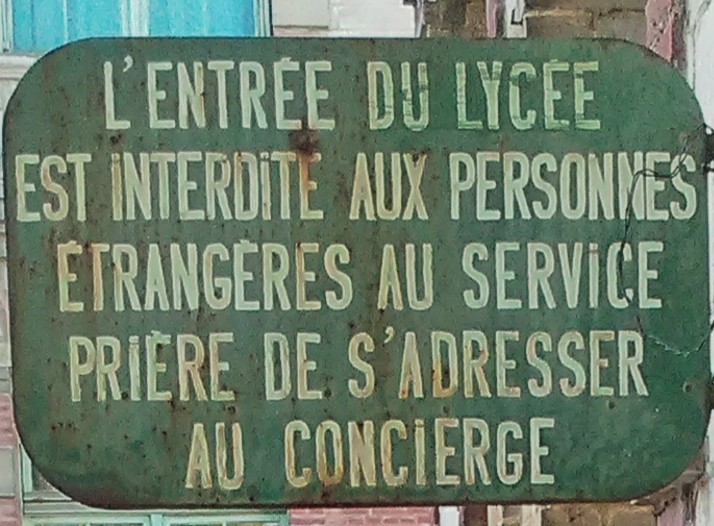 L'ENTRÉE DU LYCÉE
EST INTERDITE AUX PERSONNES
ÉTRANGÈRES AU SERVICE
PRIÈRE DE S'ADRESSER
AU CONCIERGE